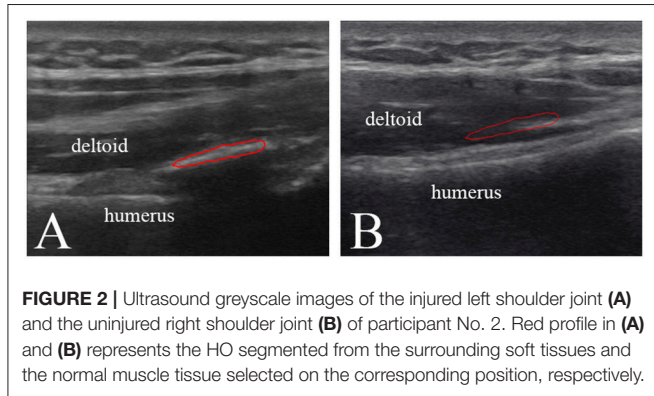 deltoid
humerus
A
deltoid
humerus
B
FIGURE 2 | Ultrasound greyscale images of the injured left shoulder joint (A)
and the uninjured right shoulder joint (B) of participant No. 2. Red profile in (A)
and (B) represents the HO segmented from the surrounding soft tissues and
the normal muscle tissue selected on the corresponding position, respectively.